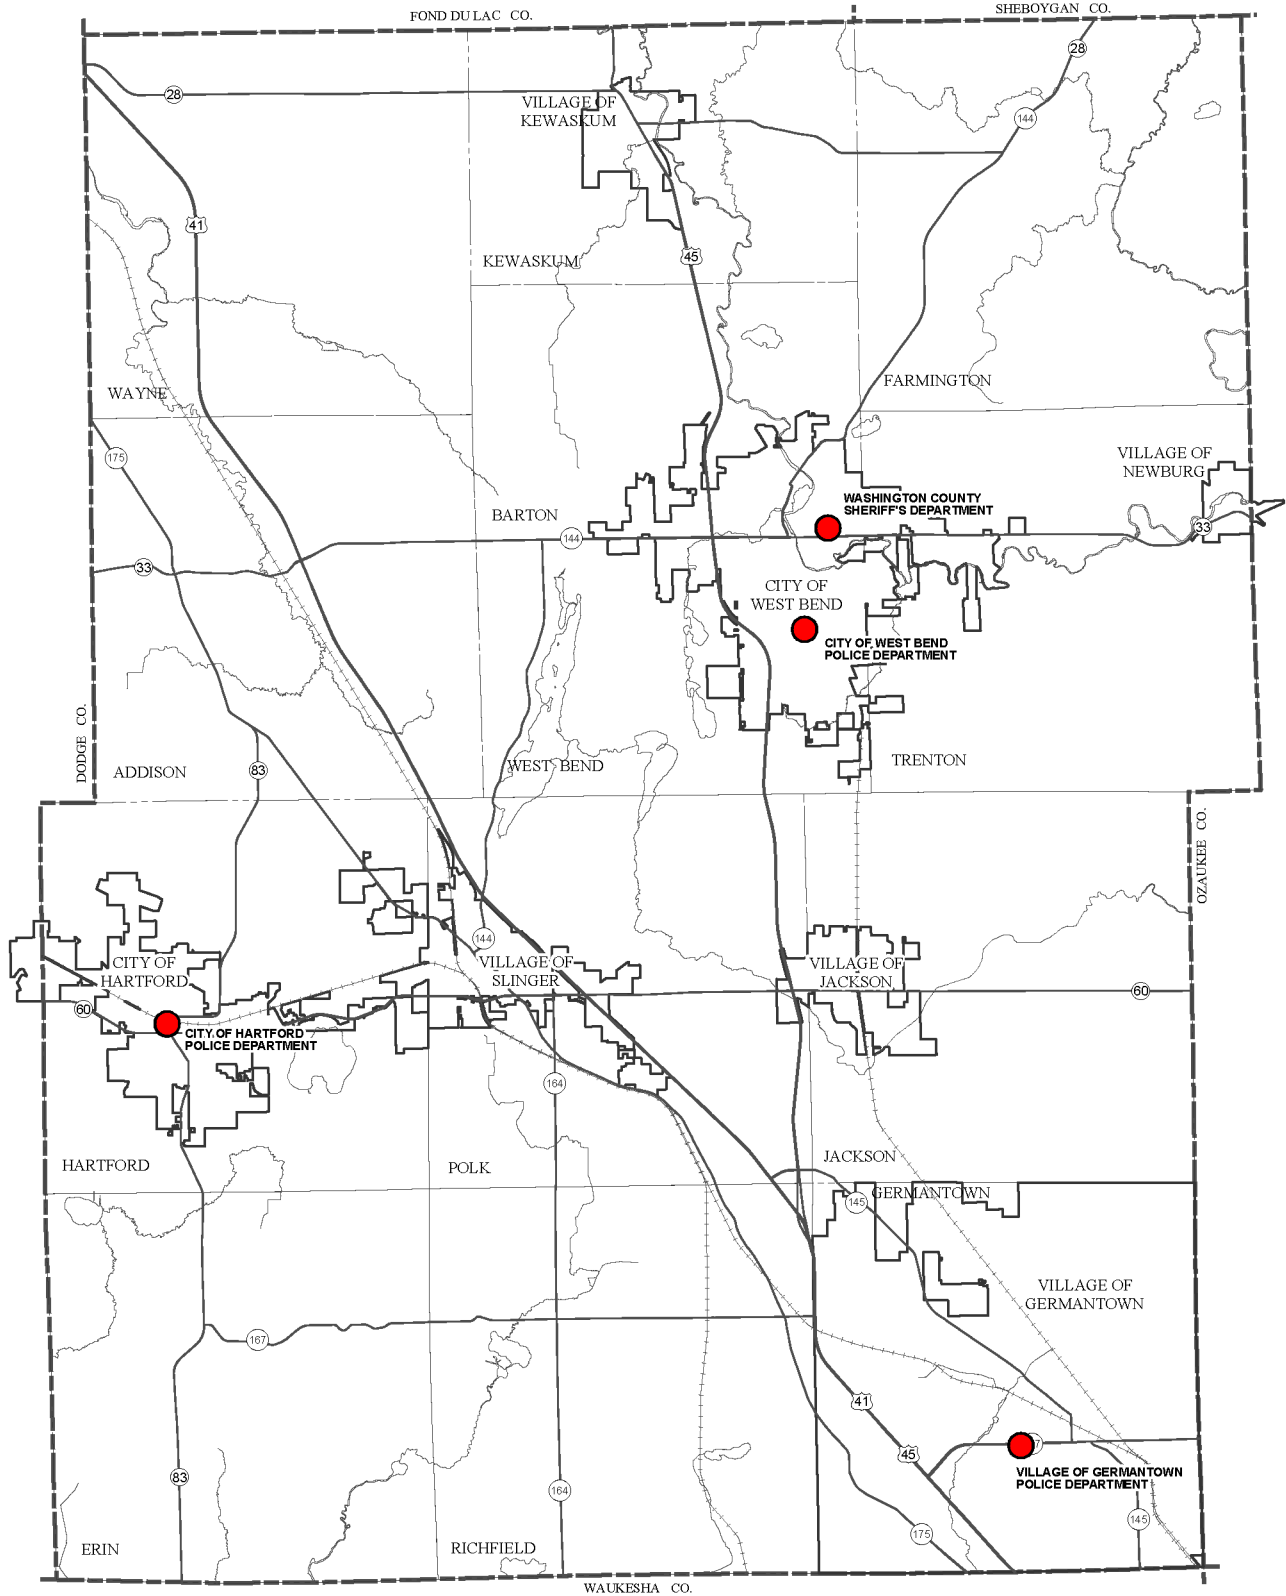 FOND DU LAC CO.
SHEBOYGAN CO.
28
28
VILLAGE OF
KEWASKUM
144
41
45
KEWASKUM
WAYNE
FARMINGTON
175
VILLAGE OF
NEWBURG
WASHINGTON COUNTY
SHERIFF'S DEPARTMENT
BARTON
144
33
33
CITY OF
WEST BEND
CITY OF WEST BEND
POLICE DEPARTMENT
DODGE CO.
ADDISON
83
WEST BEND
TRENTON
OZAUKEE CO.
144
CITY OF
HARTFORD
VILLAGE OF
SLINGER
VILLAGE OF
JACKSON
60
60
CITY OF HARTFORD
POLICE DEPARTMENT
164
HARTFORD
POLK
JACKSON
GERMANTOWN
145
VILLAGE OF
GERMANTOWN
167
41
45
7
VILLAGE OF GERMANTOWN
POLICE DEPARTMENT
83
164
175
145
ERIN
RICHFIELD
WAUKESHA CO.